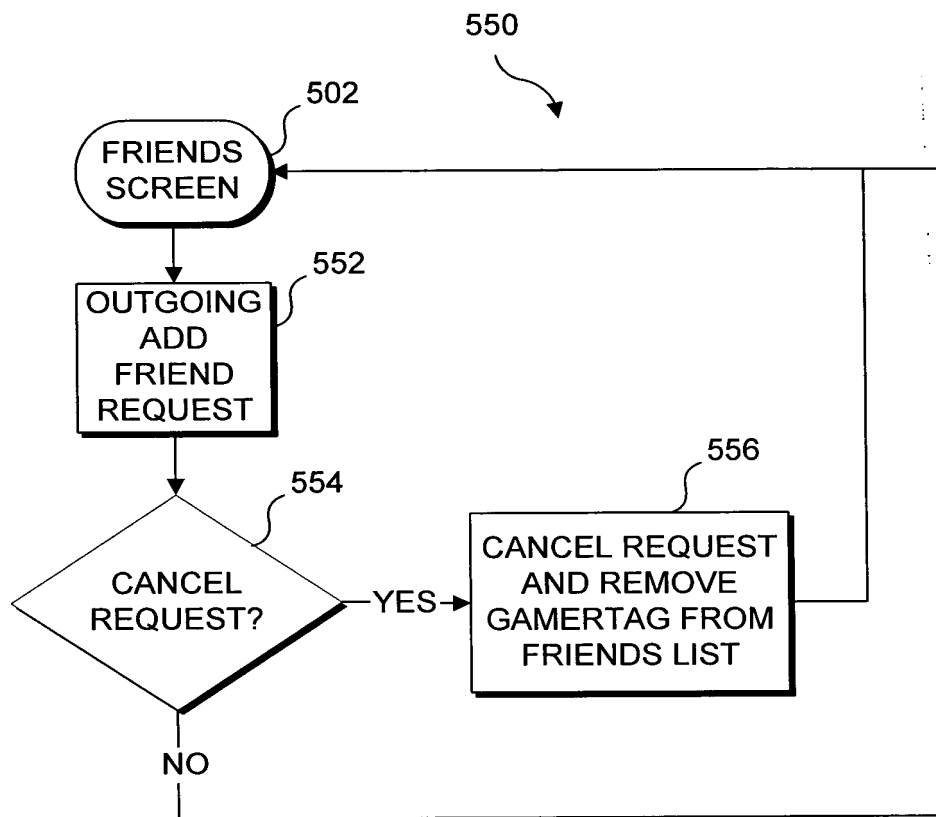 550
502
FRIENDS
SCREEN
552
OUTGOING
ADD
FRIEND
REQUEST
554
CANCEL
REQUEST?
YES
556
CANCEL REQUEST
AND REMOVE
GAMERTAG FROM
FRIENDS LIST
NO